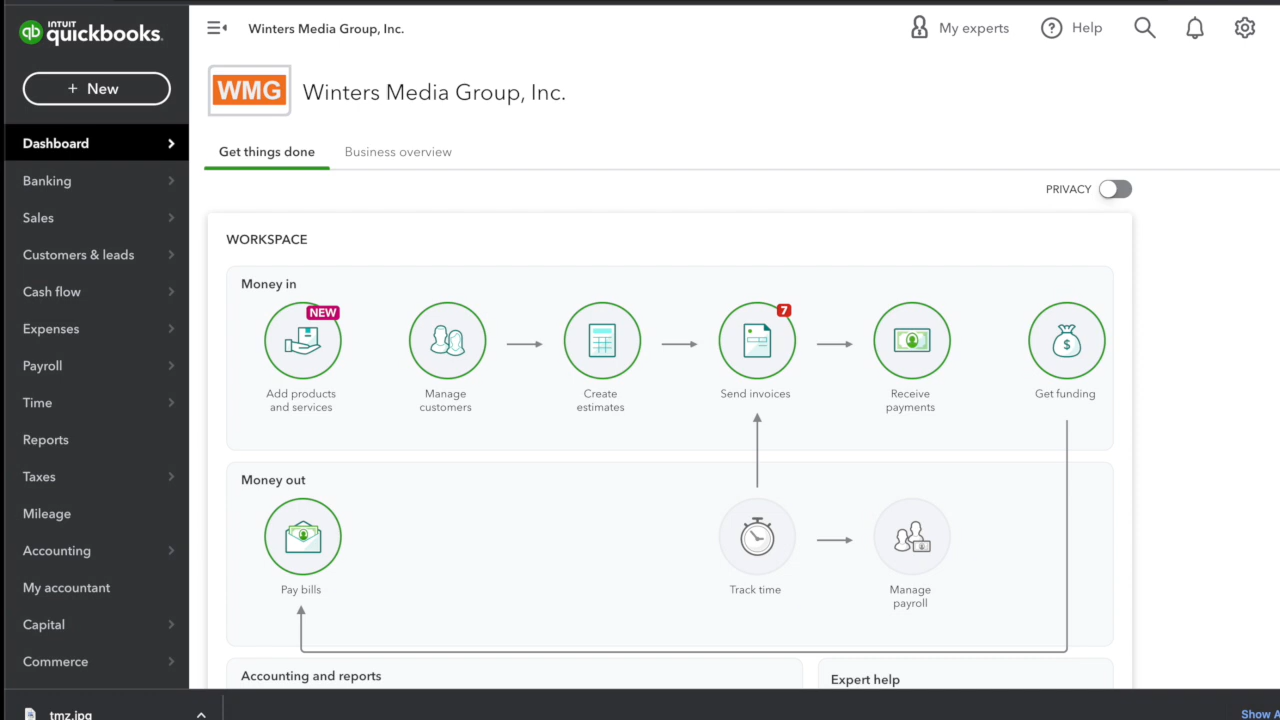 INTUIT
qb quickbooks.
Winters Media Group, Inc.
My experts
Help
+ New
WMG
Winters Media Group, Inc.
Dashboard
Banking
Sales
Customers & leads
Cash flow
Expenses
Payroll
Time
Reports
Taxes
Mileage
Accounting
My accountant
Capital
Commerce
Get things done
Business overview
PRIVACY
WORKSPACE
Money in
NEW
7
$
Add products
and services
Manage
customers
Create
estimates
Send invoices
Receive
payments
Get funding
Money out
Pay bills
Track time
Manage
payroll
Accounting and reports
Expert help
tmz.jpg
Show